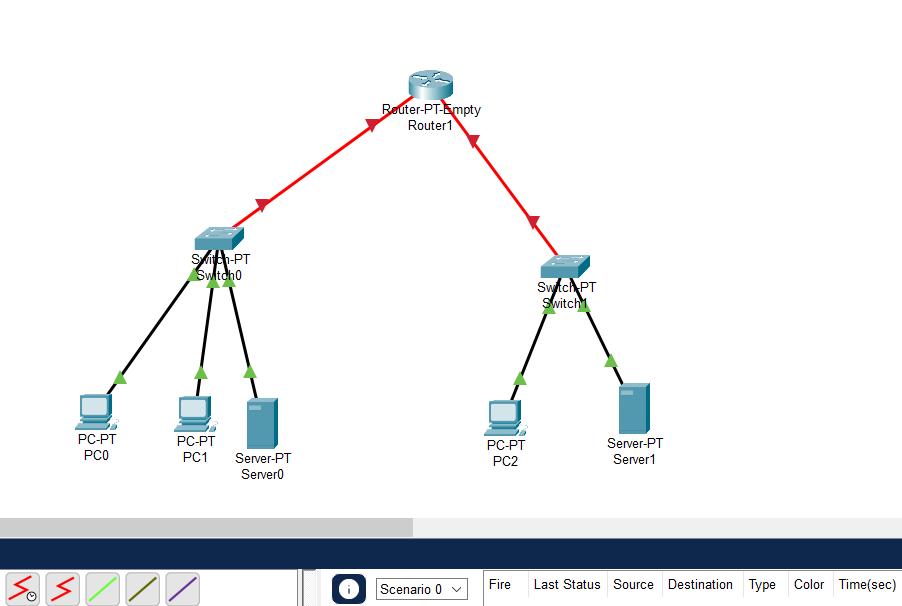 Router-PT-Empty
Router1
Switch-PT
Switch0
Switch-PT
Switch1
PC-PT
PC0
PC-PT
PC1
Server-PT
Server0
PC-PT
PC2
Server-PT
Server1
Scenario 0
Fire Last Status Source Destination Type Color Time(sec)